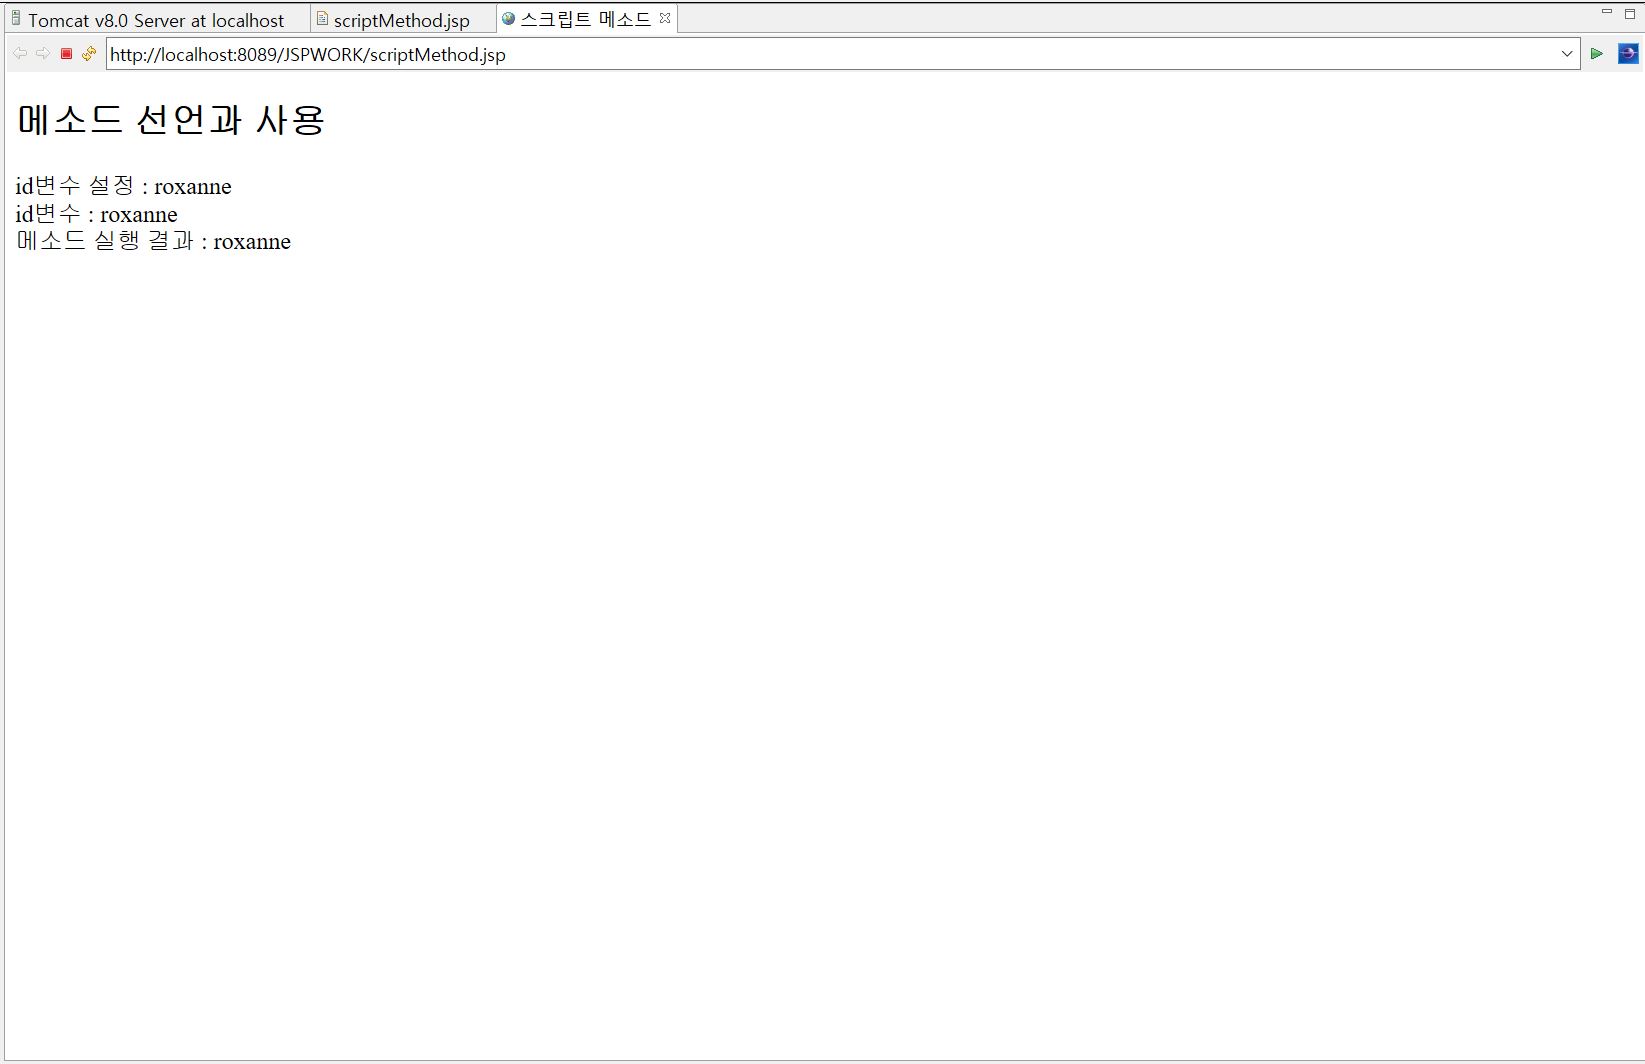 Tomcat v8.0 Server at localhost
scriptMethod.jsp
스크립트 메소드
http://localhost:8089/JSPWORK/scriptMethod.jsp
메소드 선언과 사용
id변수 설정 : roxanne
id변수 : roxanne
메소드 실행 결과 : roxanne